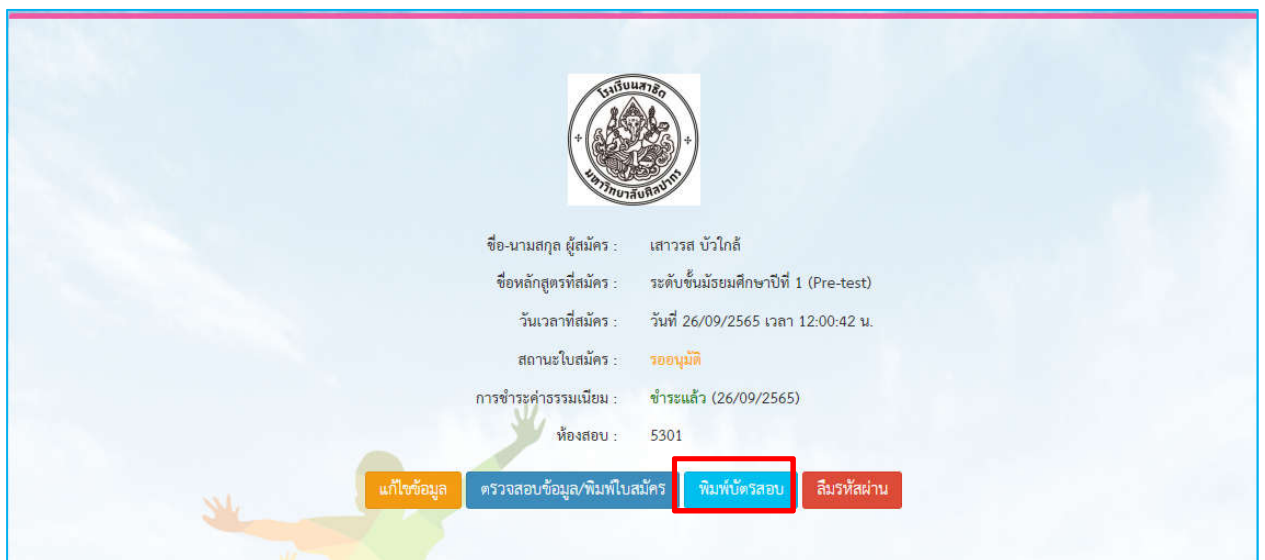 โรงเรียนสาธิต
มหาวิทยาลัยศิลปากร
ชื่อ-นามสกุล ผู้สมัคร : เสาวรส บัวใกล้
ชื่อหลักสูตรที่สมัคร : ระดับชั้นมัธยมศึกษาปีที่ 1 (Pre-test)
วันเวลาที่สมัคร : วันที่ 26/09/2565 เวลา 12:00:42 น.
สถานะใบสมัคร : รออนุมัติ
การชำระค่าธรรมเนียม : ชำระแล้ว (26/09/2565)
ห้องสอบ : 5301
แก้ไขข้อมูล ตรวจสอบข้อมูล/พิมพ์ใบสมัคร พิมพ์บัตรสอบ ลืมรหัสผ่าน